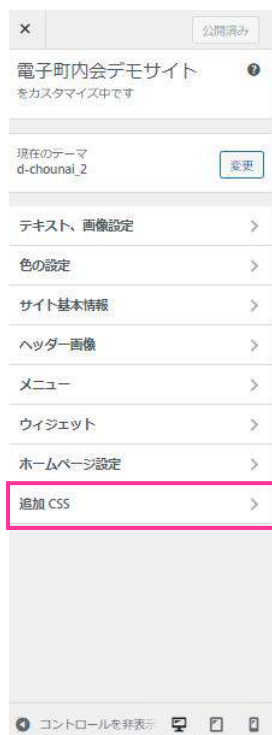 ×
公開済み
電子町内会デモサイト
をカスタマイズ中です
現在のテーマ
d-chounai_2
変更
テキスト、画像設定
色の設定
サイト基本情報
ヘッダー画像
メニュー
ウィジェット
ホームページ設定
追加 CSS
コントロールを非表示